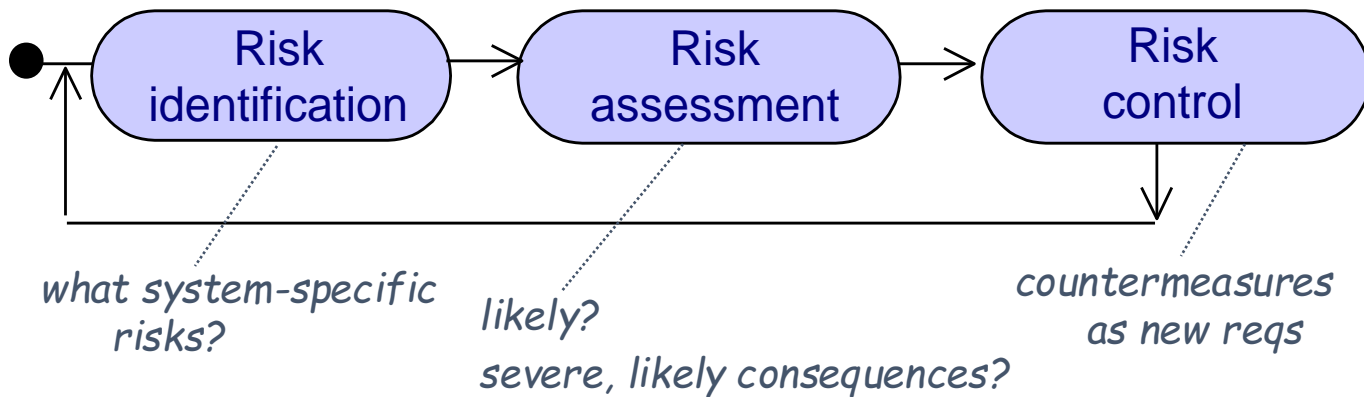 Risk
identification
Risk
assessment
Risk
control
what system-specific
risks?
likely?
severe, likely consequences?
countermeasures
as new reqs